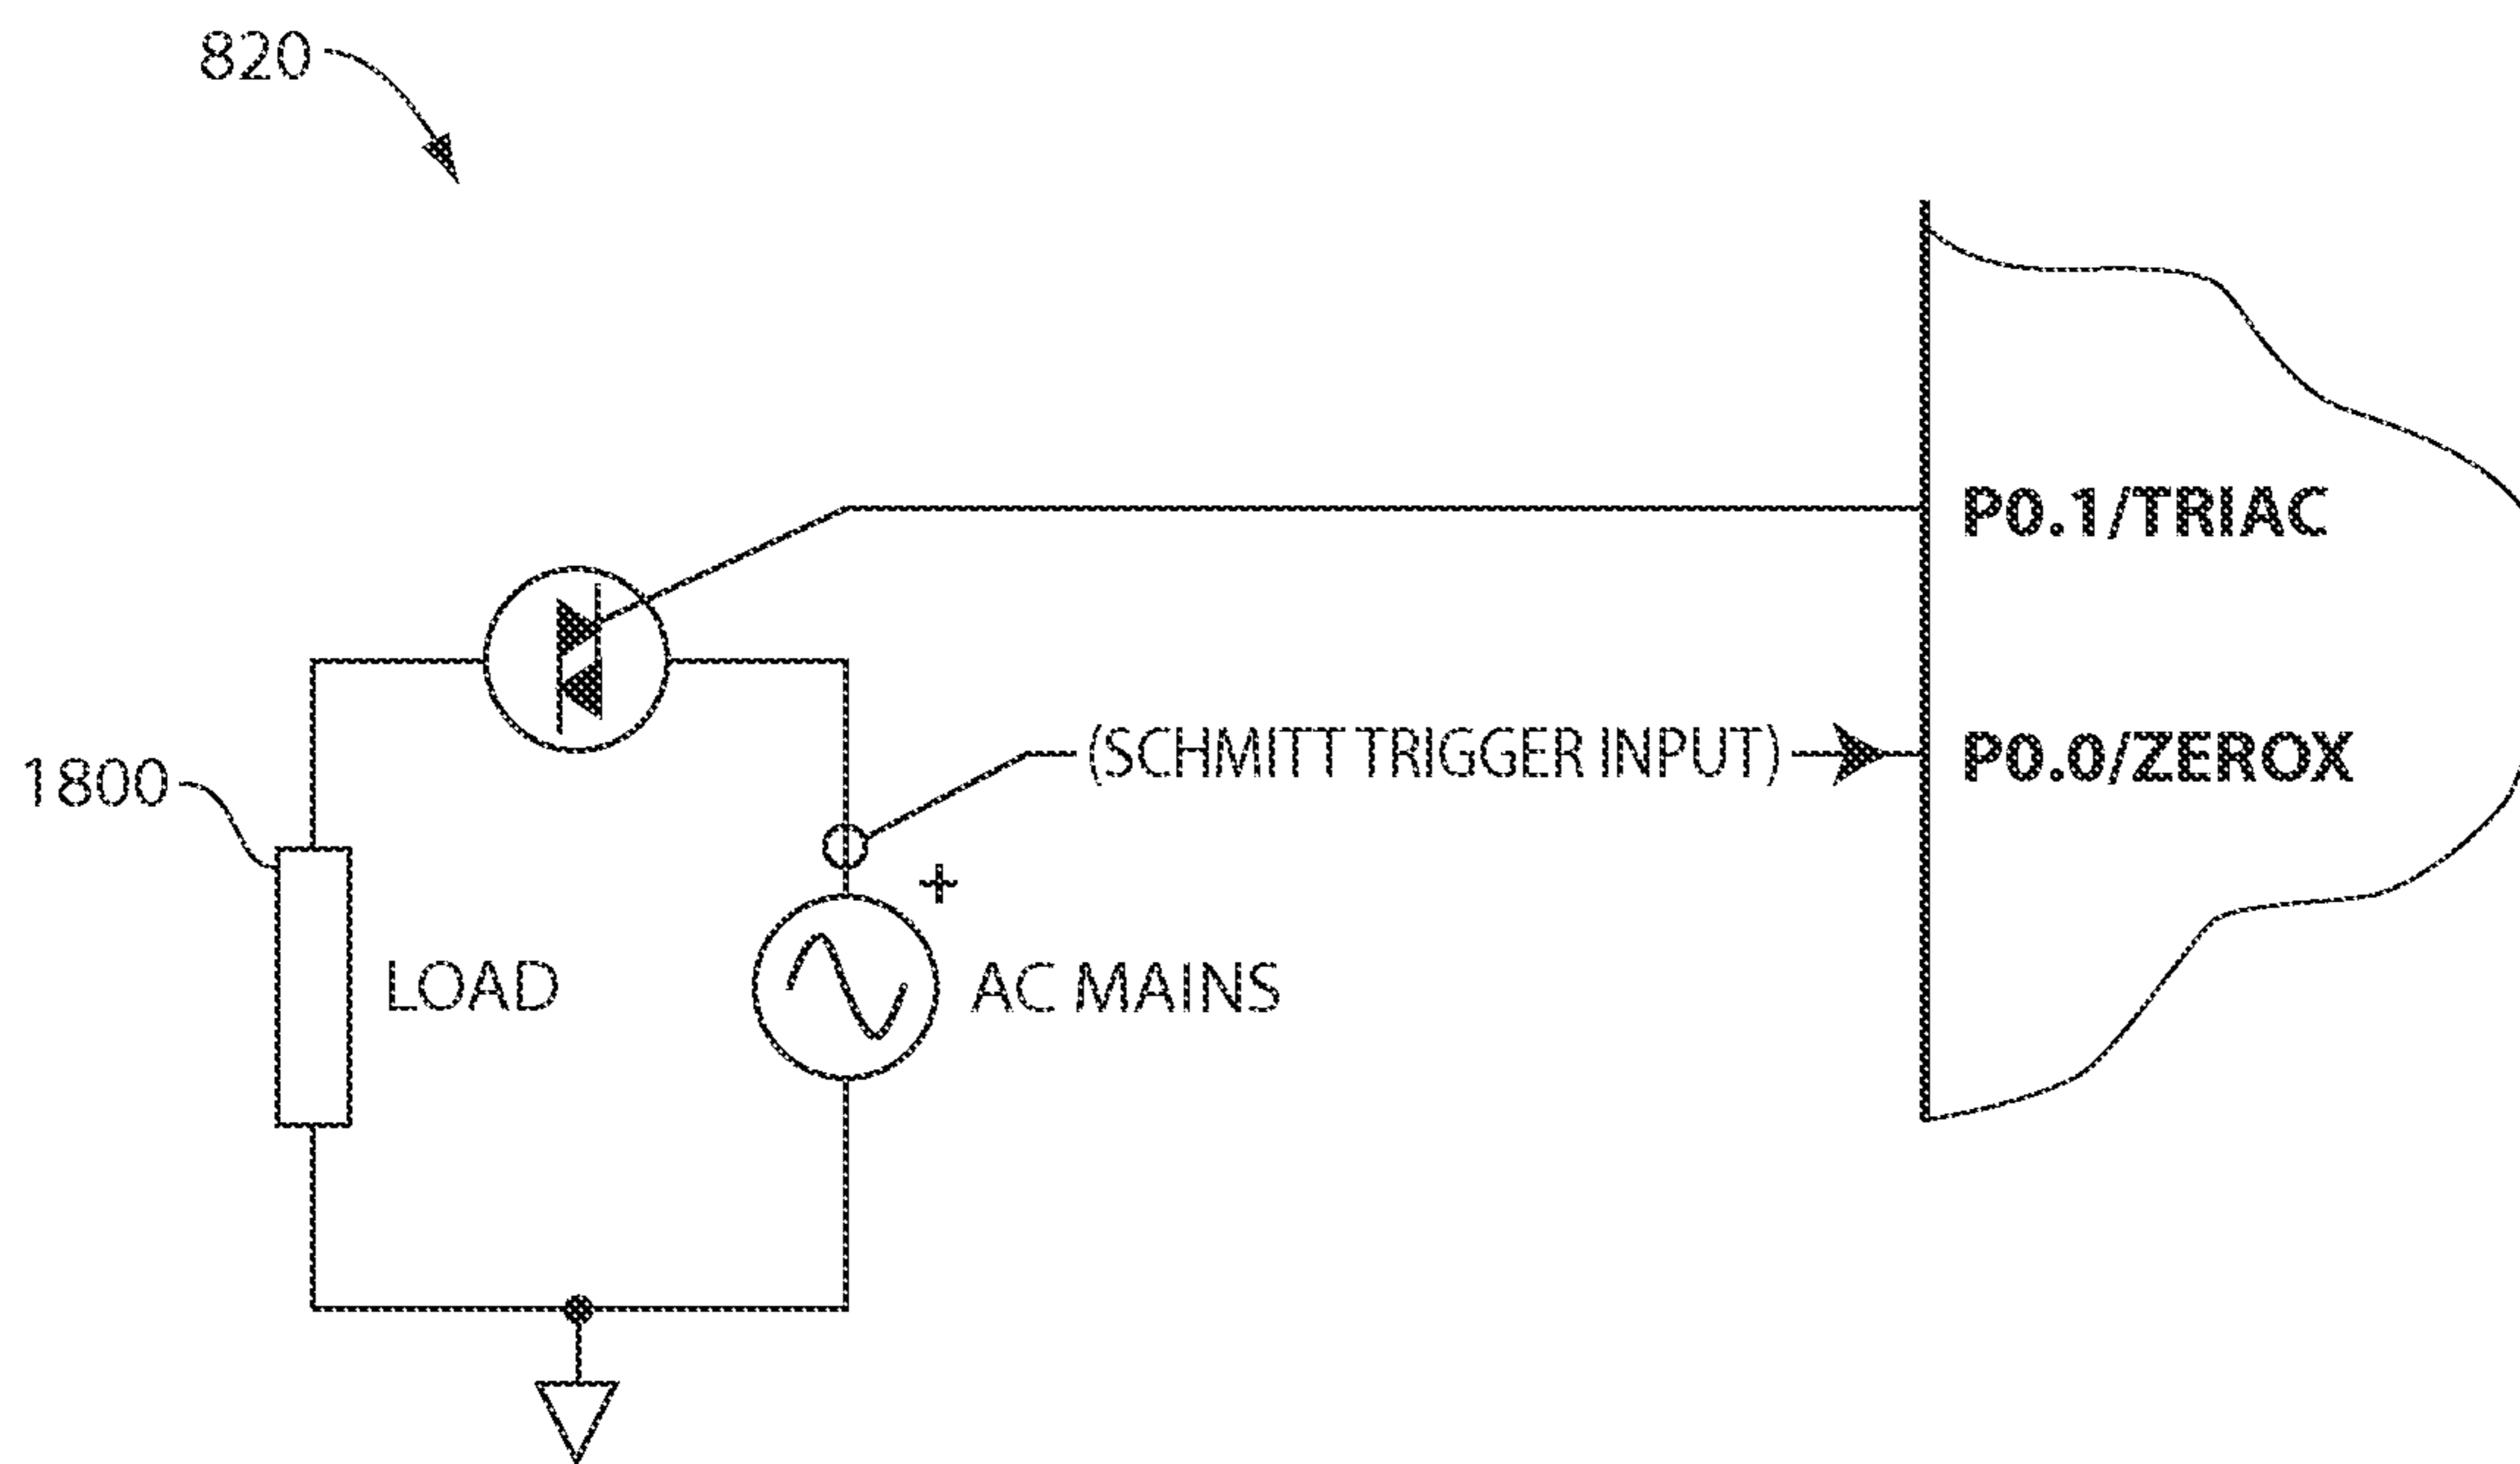 820
P0.1/TRIAC
(SCHMITT TRIGGER INPUT)
P0.0/ZEROX
1800
+
LOAD
AC MAINS